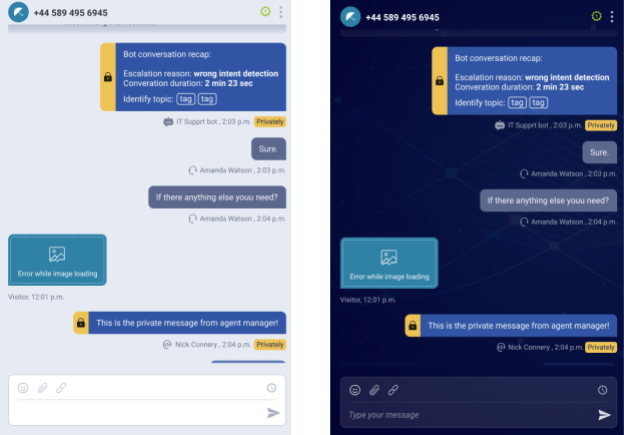 +44 589 495 6945
Bot conversation recap:
Escalation reason: wrong intent detection
Converation duration: 2 min 23 sec
Identify topic: tag tag
IT Supprt bot , 2:03 p.m. Privately
Sure.
Amanda Watson , 2:03 p.m.
If there anything else youu need?
Amanda Watson , 2:04 p.m.
Error while image loading
Visitor, 12:01 p.m.
This is the private message from agent manager!
Nick Connery , 2:04 p.m. Privately
+44 589 495 6945
Bot conversation recap:
Escalation reason: wrong intent detection
Converation duration: 2 min 23 sec
Identify topic: tag tag
IT Supprt bot , 2:03 p.m. Privately
Sure.
Amanda Watson , 2:03 p.m.
If there anything else youu need?
Amanda Watson , 2:04 p.m.
Error while image loading
Visitor, 12:01 p.m.
This is the private message from agent manager!
Nick Connery , 2:04 p.m. Privately
Type your message